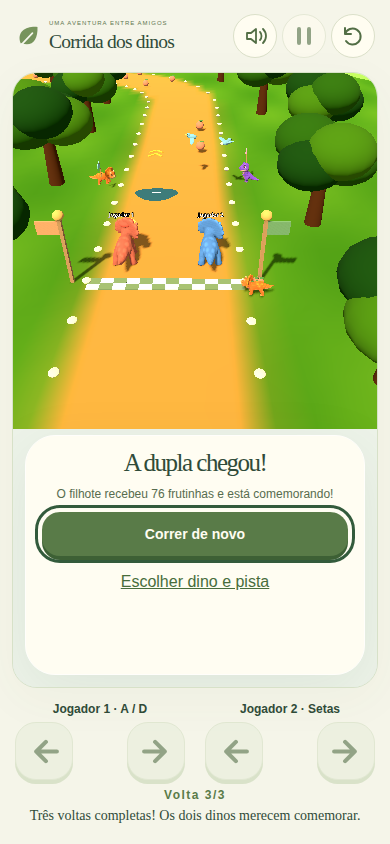 UMA AVENTURA ENTRE AMIGOS
Corrida dos dinos
A dupla chegou!
O filhote recebeu 76 frutinhas e está comemorando!
Correr de novo
Escolher dino e pista
Jogador 1 · A / D
Jogador 2 · Setas
Volta 3/3
Três voltas completas! Os dois dinos merecem comemorar.